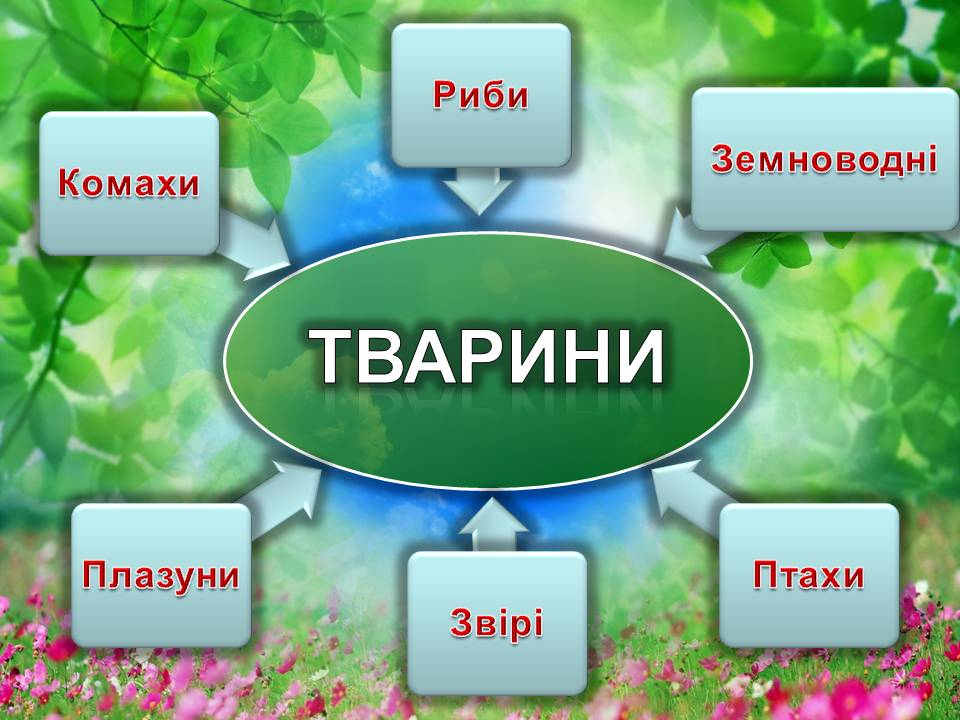 Риби
Земноводні
Комахи
ТВАРИНИ
Плазуни
Птахи
Звірі